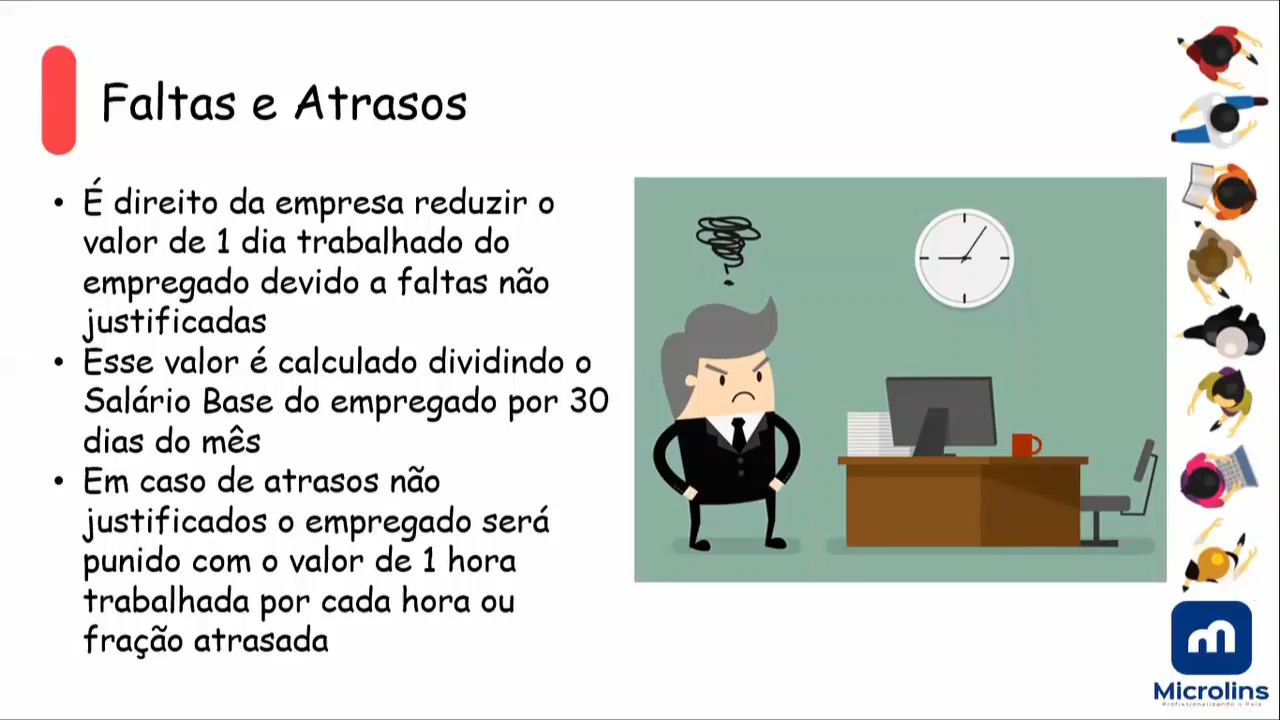 Faltas e Atrasos
• É direito da empresa reduzir o
valor de 1 dia trabalhado do
empregado devido a faltas não
justificadas
• Esse valor é calculado dividindo o
Salário Base do empregado por 30
dias do mês
• Em caso de atrasos não
justificados o empregado será
punido com o valor de 1 hora
trabalhada por cada hora ou
fração atrasada
Microlins
Profissionalizando o País